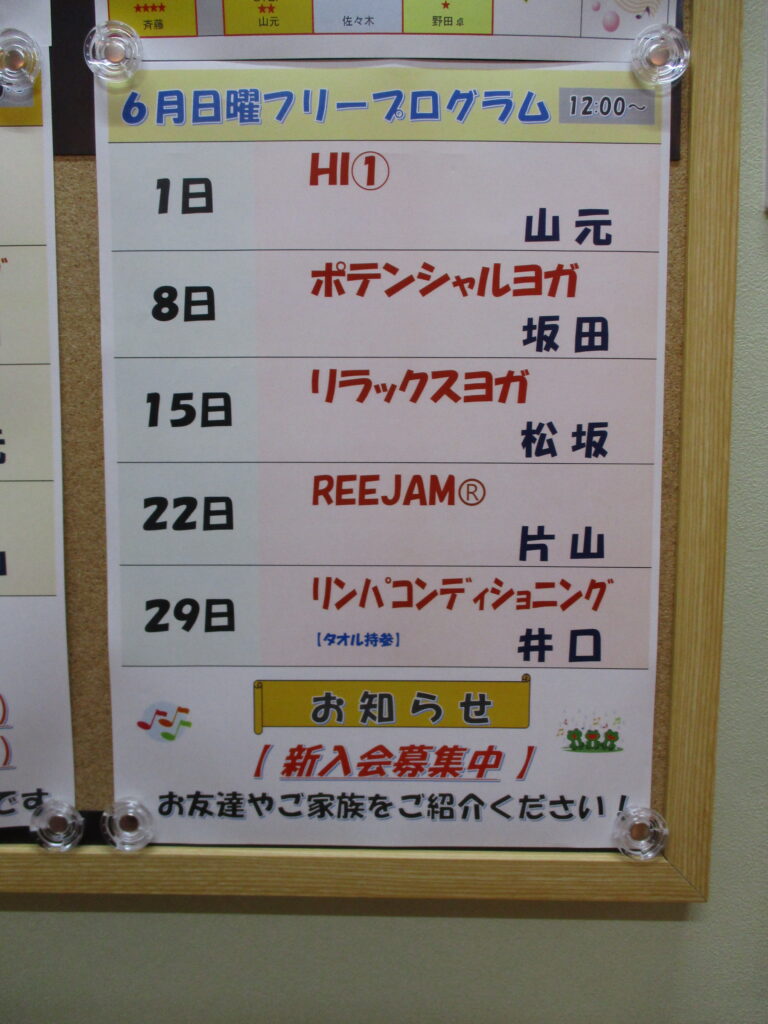 ★★★★
斉藤
★★
山元
佐々木
★
野田 卓
6月日曜フリープログラム 12:00~
1日
HI①
山元
8日
ポテンシャルヨガ
坂田
15日
リラックスヨガ
松坂
22日
REEJAM®
片山
29日
リンパコンディショニング
【タオル持参】
井口
お知らせ
【 新入会募集中 】
お友達やご家族をご紹介ください！
です